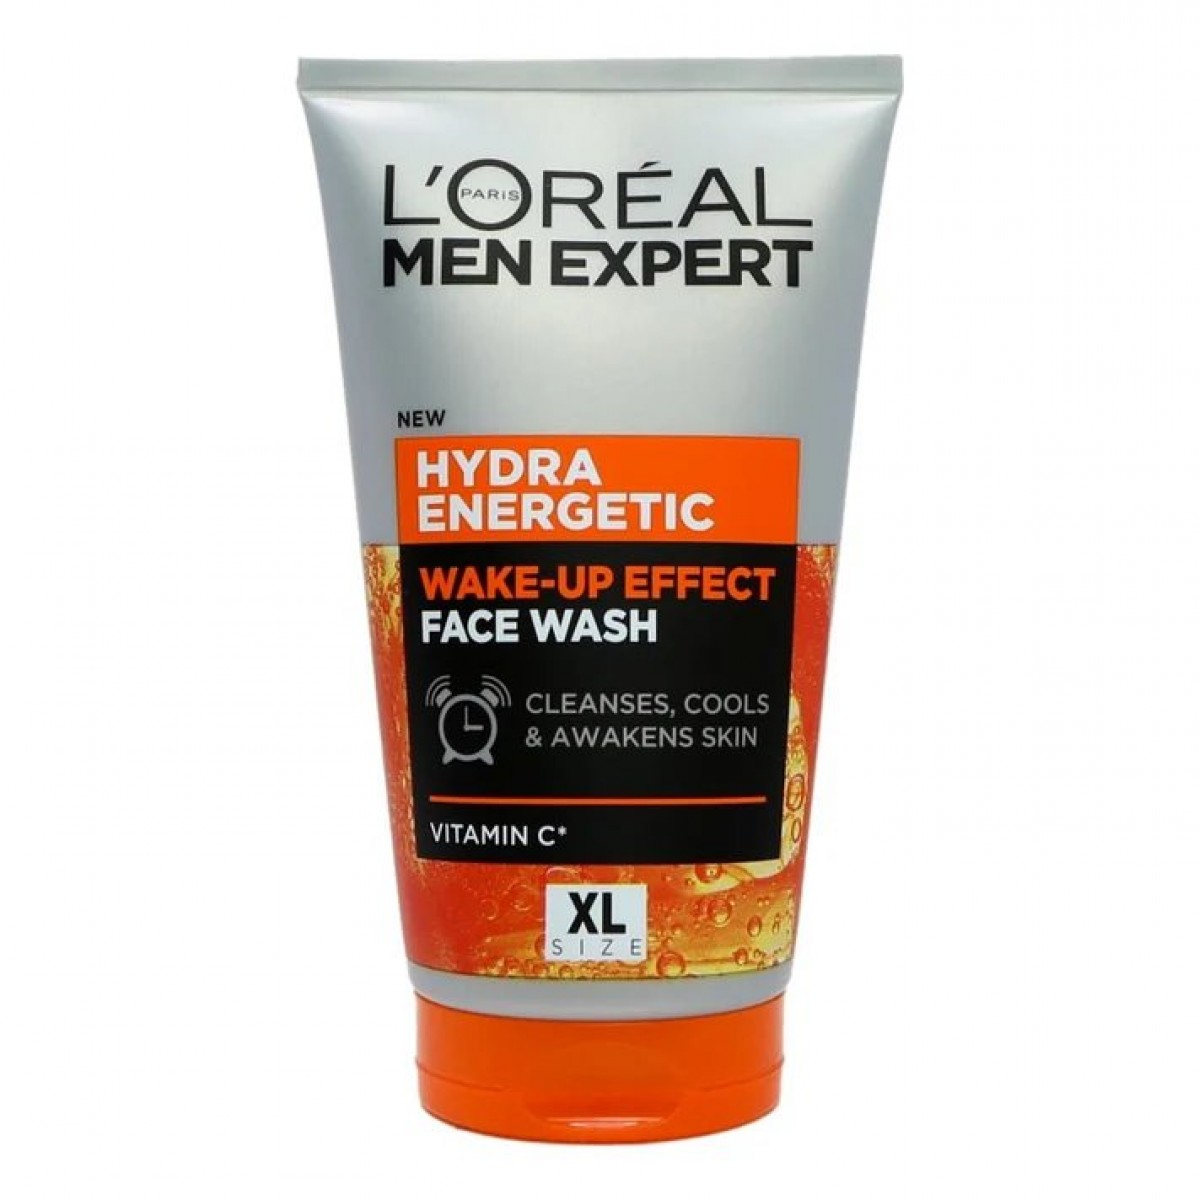 L'ORÉAL
PARIS
MEN EXPERT
NEW
HYDRA
ENERGETIC
WAKE-UP EFFECT
FACE WASH
CLEANSES, COOLS
& AWAKENS SKIN
VITAMIN C*
XL
SIZE